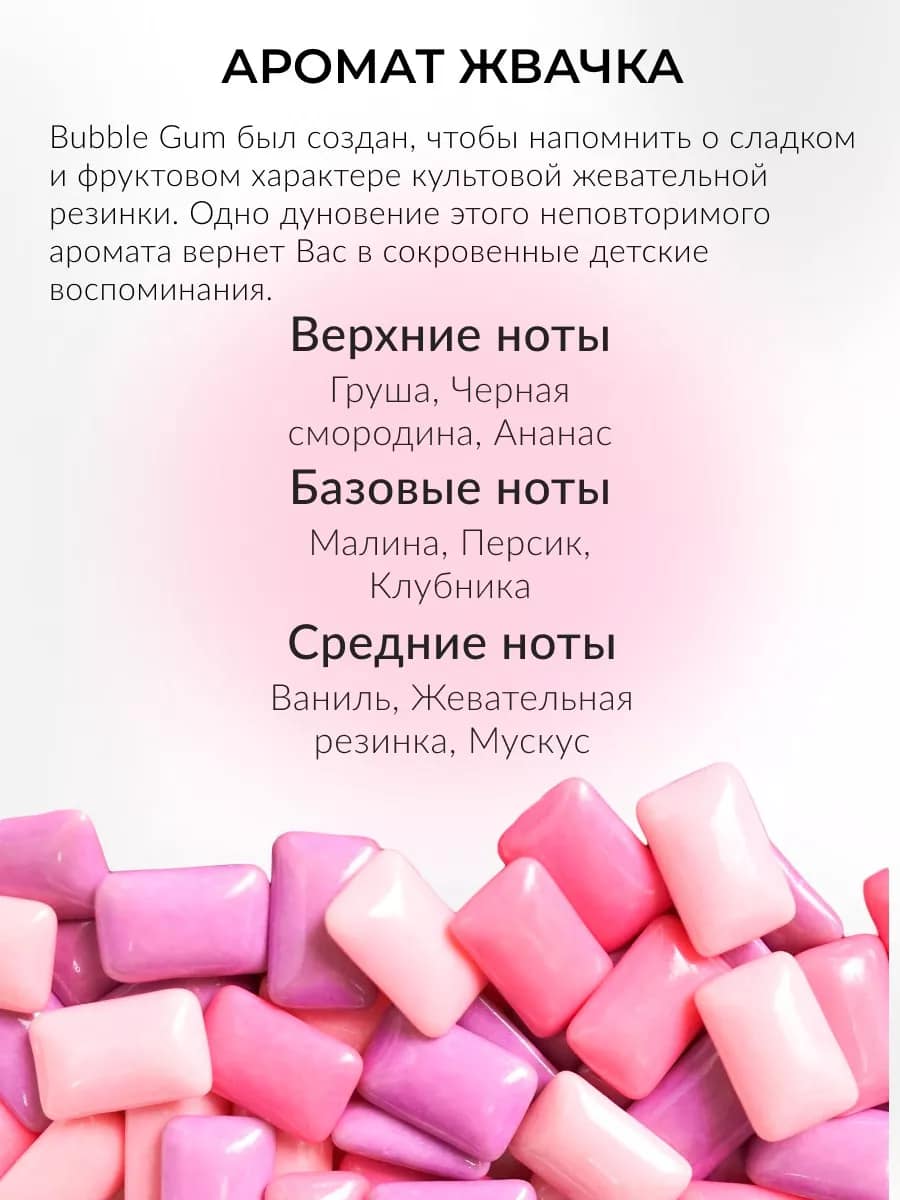 АРОМАТ ЖВАЧКА
Bubble Gum был создан, чтобы напомнить о сладком
и фруктовом характере культовой жевательной
резинки. Одно дуновение этого неповторимого
аромата вернет Вас в сокровенные детские
воспоминания.
Верхние ноты
Груша, Черная
смородина, Ананас
Базовые ноты
Малина, Персик,
Клубника
Средние ноты
Ваниль, Жевательная
резинка, Мускус